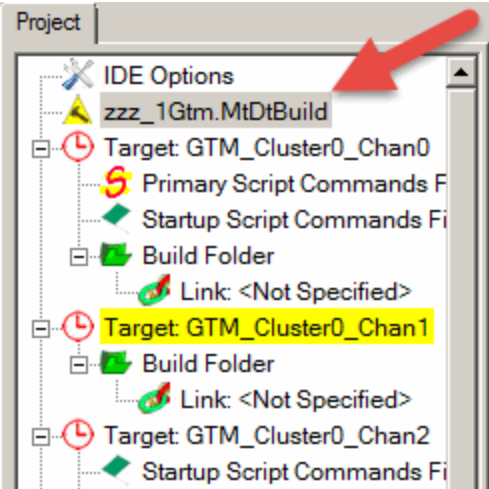 Project
IDE Options
zzz_1Gtm.MtDtBuild
Target: GTM_Cluster0_Chan0
Primary Script Commands F
Startup Script Commands Fi
Build Folder
Link: <Not Specified>
Target: GTM_Cluster0_Chan1
Build Folder
Link: <Not Specified>
Target: GTM_Cluster0_Chan2
Startup Script Commands Fi